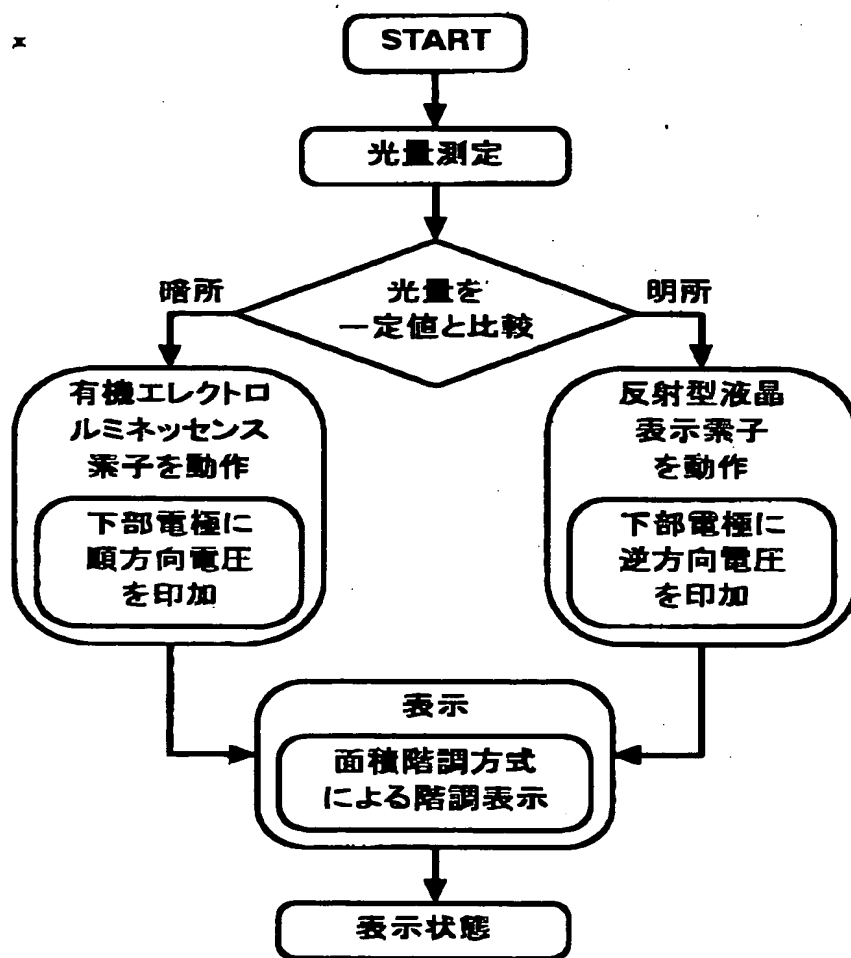 START
光量測定
光量を
一定値と比較
暗所
明所
有機エレクトロ
ルミネッセンス
素子を動作
下部電極に
順方向電圧
を印加
反射型液晶
表示素子
を動作
下部電極に
逆方向電圧
を印加
表示
面積階調方式
による階調表示
表示状態